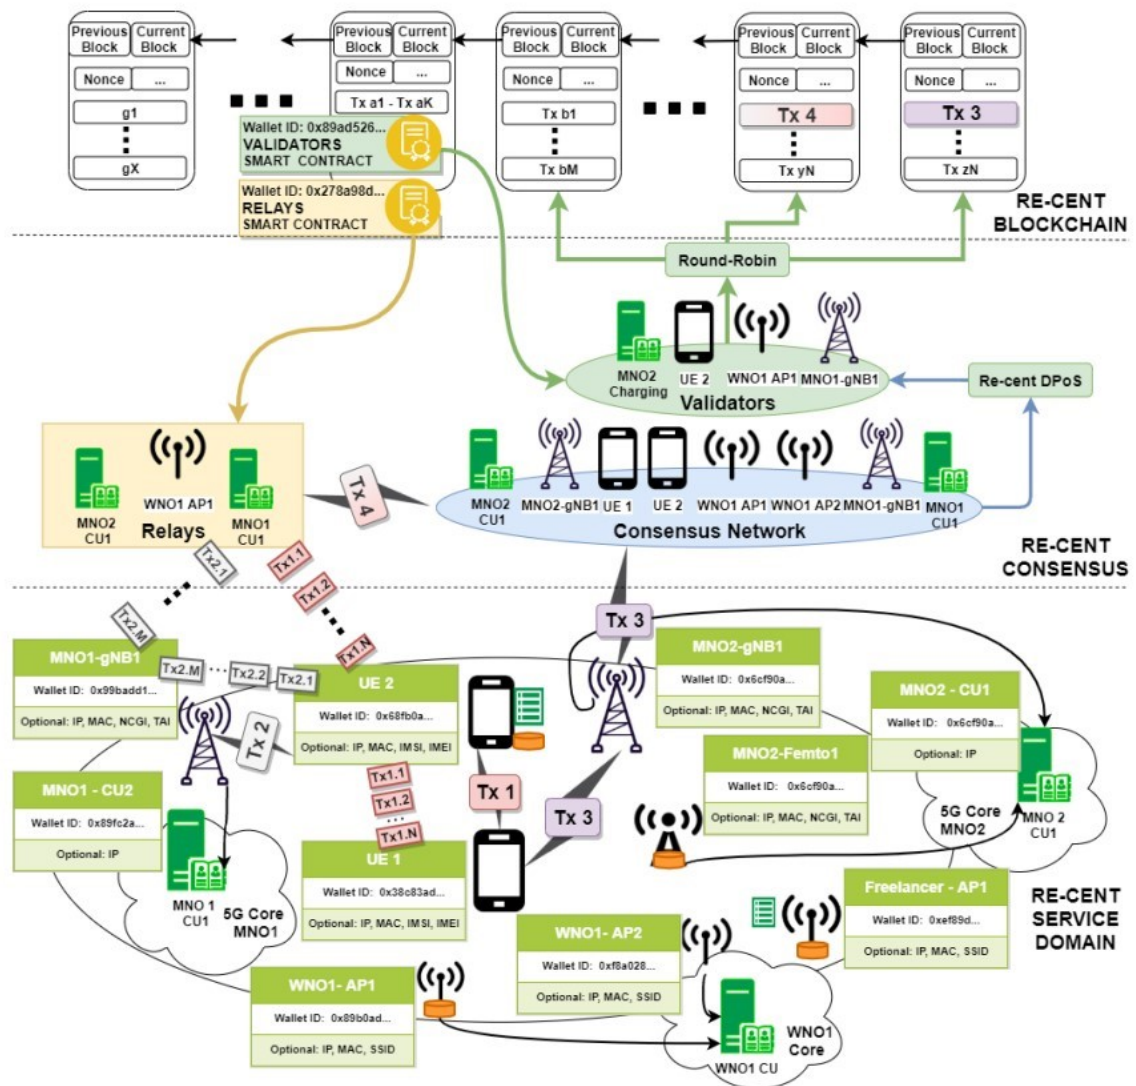 Previous Block
Current Block
Nonce
...
g1
gX
Previous Block
Current Block
Nonce
...
Tx a1 - Tx aK
Previous Block
Current Block
Nonce
...
Tx b1
Tx bM
Previous Block
Current Block
Nonce
...
Tx 4
Tx yN
Previous Block
Current Block
Nonce
...
Tx 3
Tx zN
Wallet ID: 0x89ad526...
VALIDATORS
SMART CONTRACT
Wallet ID: 0x278a98d...
RELAYS
SMART CONTRACT
RE-CENT
BLOCKCHAIN
Round-Robin
MNO2
Charging
UE 2
WNO1 AP1
MNO1-gNB1
Validators
Re-cent DPoS
MNO2
CU1
WNO1 AP1
MNO1
CU1
Relays
Tx 4
MNO2
CU1
MNO2-gNB1
UE 1
UE 2
WNO1 AP1
WNO1 AP2
MNO1-gNB1
MNO1
CU1
Consensus Network
RE-CENT
CONSENSUS
Tx2.1
Tx1.1
Tx1.2
Tx2.M
Tx1.N
Tx 3
MNO1-gNB1
Wallet ID: 0x99badd1...
Optional: IP, MAC, NCGI, TAI
Tx2.M
...
Tx2.2
Tx2.1
UE 2
Wallet ID: 0x68fb0a...
Optional: IP, MAC, IMSI, IMEI
Tx 2
MNO2-gNB1
Wallet ID: 0x6cf90a...
Optional: IP, MAC, NCGI, TAI
MNO2 - CU1
Wallet ID: 0x6cf90a...
Optional: IP
MNO2-Femto1
Wallet ID: 0x6cf90a...
Optional: IP, MAC, NCGI, TAI
MNO1 - CU2
Wallet ID: 0x89fc2a...
Optional: IP
Tx1.1
Tx1.2
...
Tx1.N
Tx 1
Tx 3
UE 1
Wallet ID: 0x38c83ad...
Optional: IP, MAC, IMSI, IMEI
MNO 1
CU1
5G Core
MNO1
5G Core
MNO2
MNO 2
CU1
Freelancer - AP1
Wallet ID: 0xef89d...
Optional: IP, MAC, SSID
RE-CENT
SERVICE
DOMAIN
WNO1- AP2
Wallet ID: 0xf8a028...
Optional: IP, MAC, SSID
WNO1- AP1
Wallet ID: 0x89b0ad...
Optional: IP, MAC, SSID
WNO1
Core
WNO1 CU